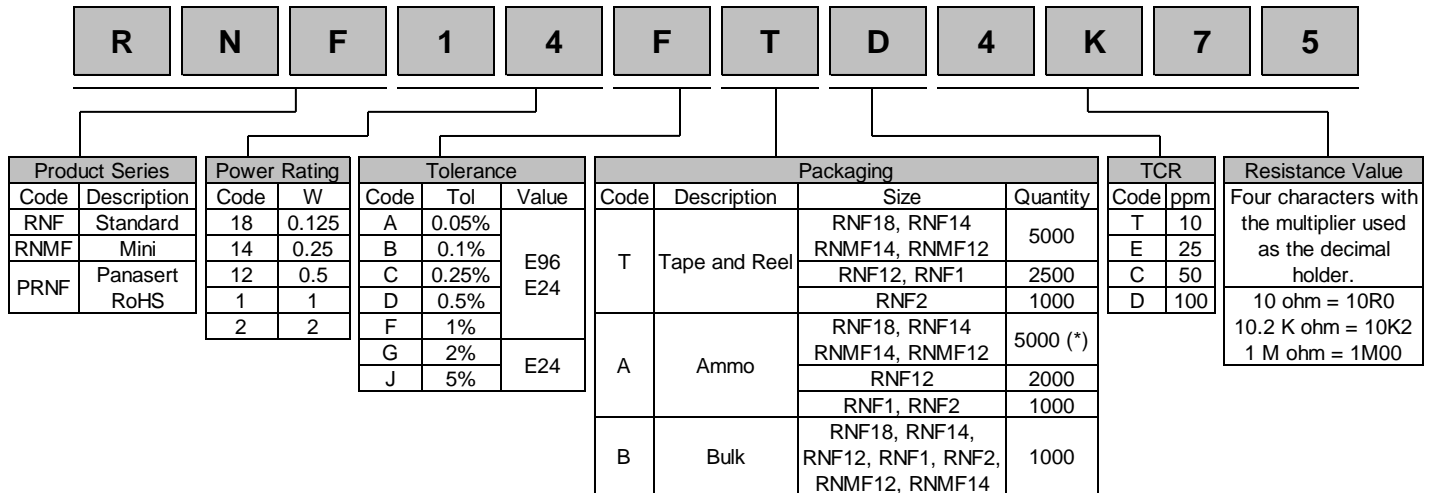 R N F 1 4 F T D 4 K 7 5
Product Series
Code Description
RNF Standard
RNMF Mini
PRNF Panasert
RoHS
Power Rating
Code W
18 0.125
14 0.25
12 0.5
1 1
2 2
Tolerance
Code Tol Value
A 0.05%
B 0.1%
C 0.25%
D 0.5%
F 1%
E96
E24
G 2%
J 5%
E24
Packaging
Code Description Size Quantity
T Tape and Reel
RNF18, RNF14
RNMF14, RNMF12
5000
RNF12, RNF1 2500
RNF2 1000
A Ammo
RNF18, RNF14
RNMF14, RNMF12
5000 (*)
RNF12 2000
RNF1, RNF2 1000
B Bulk
RNF18, RNF14,
RNF12, RNF1, RNF2,
RNMF12, RNMF14
1000
TCR
Code ppm
T 10
E 25
C 50
D 100
Resistance Value
Four characters with
the multiplier used
as the decimal
holder.
10 ohm = 10R0
10.2 K ohm = 10K2
1 M ohm = 1M00